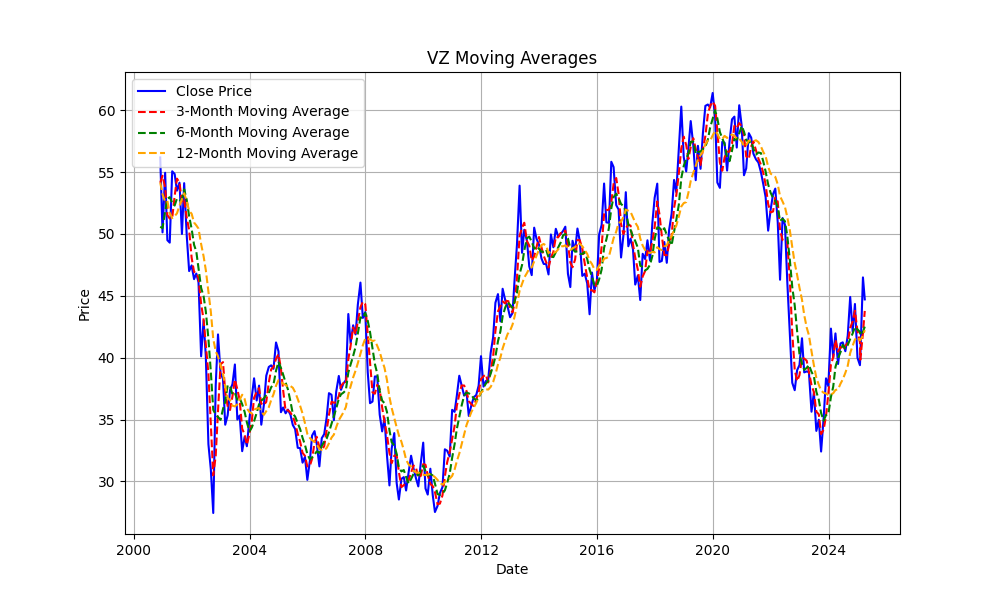 VZ Moving Averages
Close Price
3-Month Moving Average
6-Month Moving Average
12-Month Moving Average
60
55
50
45
40
35
30
Price
2000 2004 2008 2012 2016 2020 2024
Date